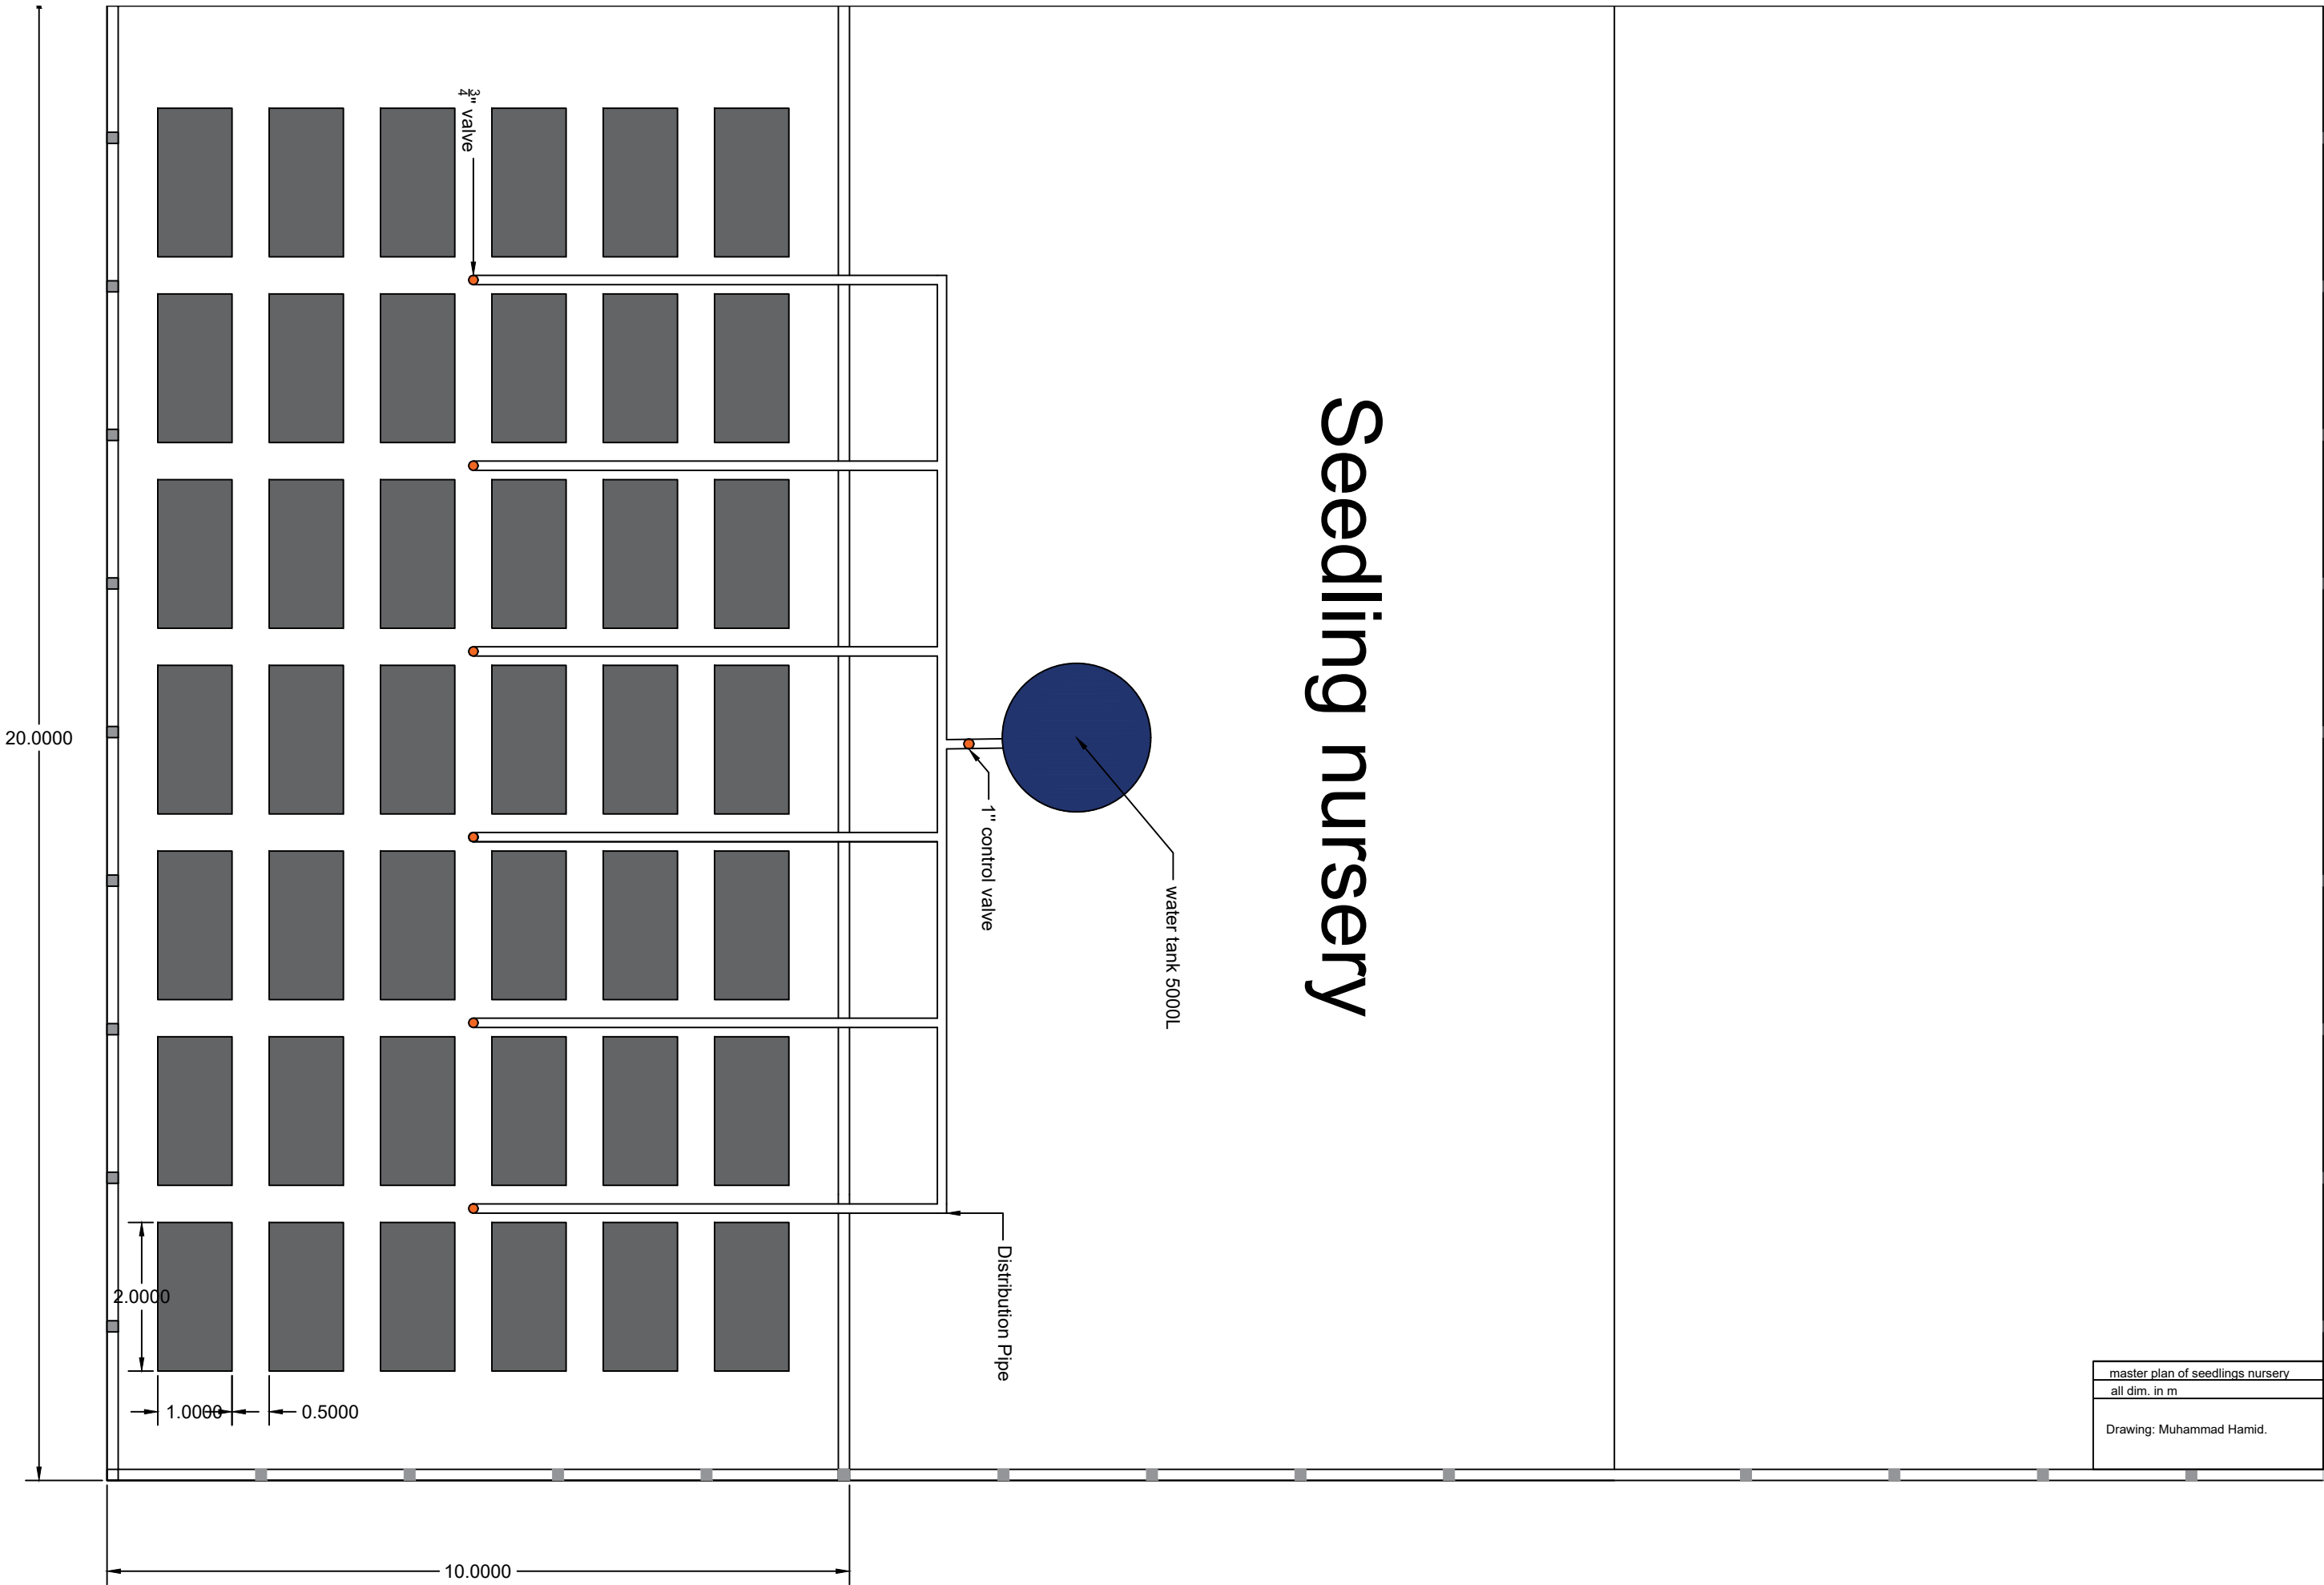 3/4" valve
Seedling nursery
20.0000
1" control valve
water tank 5000L
Distribution Pipe
2.0000
1.0000
0.5000
master plan of seedlings nursery
all dim. in m
Drawing: Muhammad Hamid.
10.0000